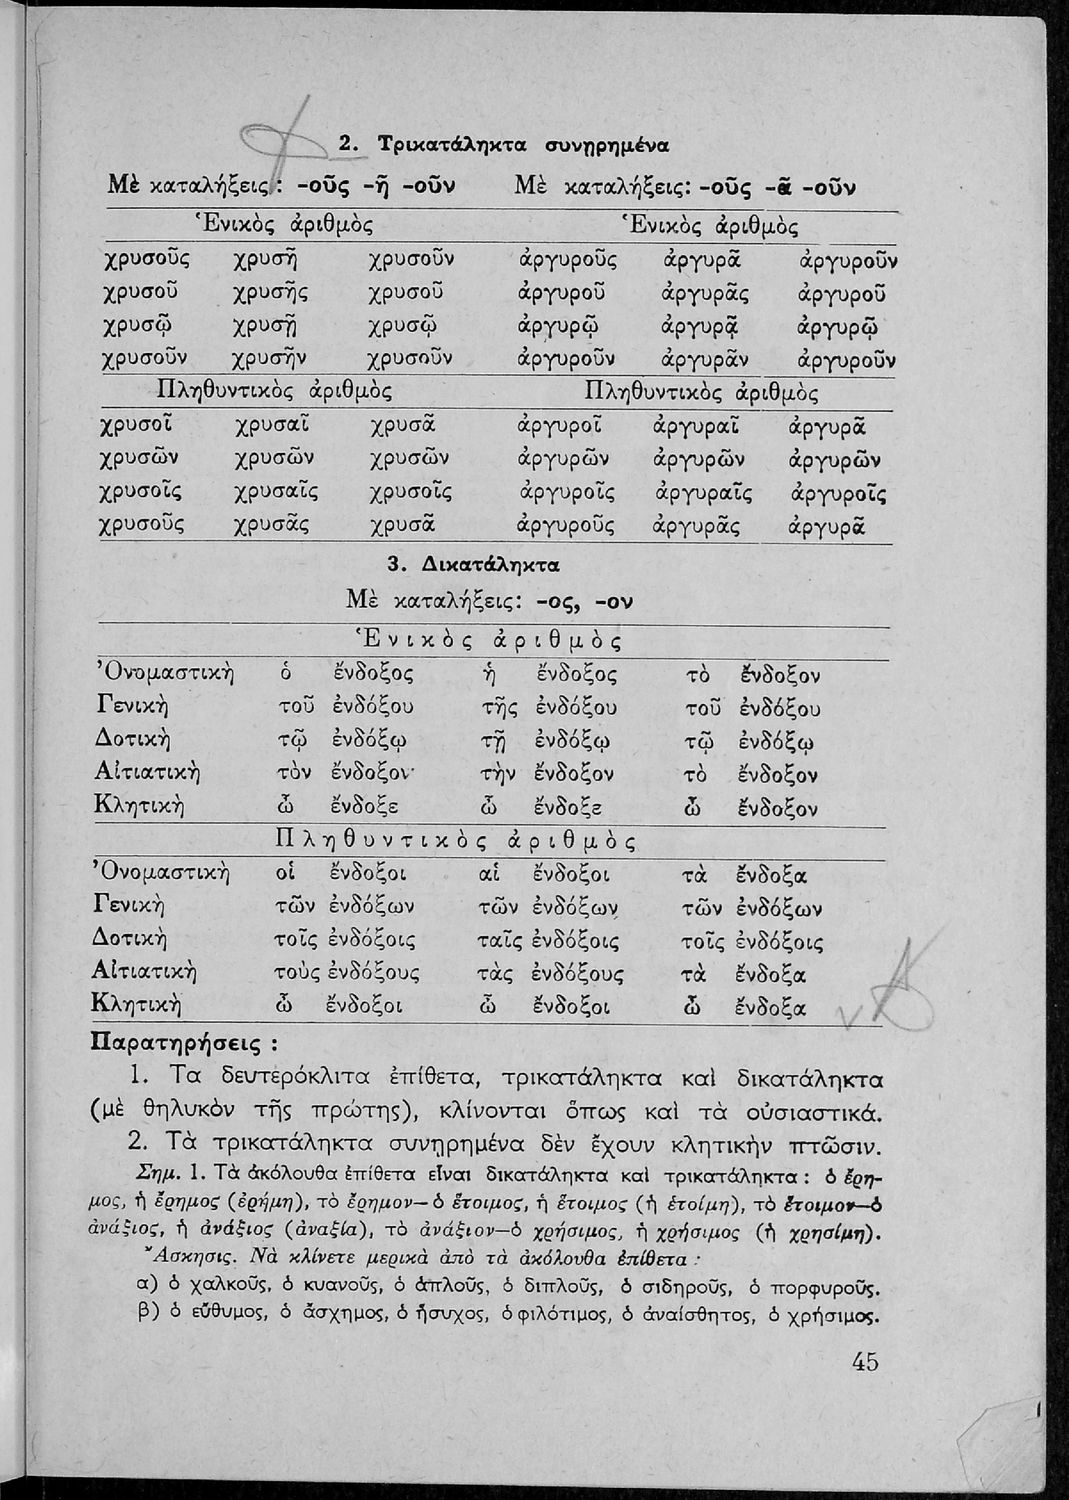 2. Τρικατάληκτα συνῃρημένα
Μὲ καταλήξεις : -οῦς -ῆ -οῦν Μὲ καταλήξεις: -οῦς -ᾶ -οῦν
Ἑνικὸς ἀριθμὸς Ἑνικὸς ἀριθμὸς
χρυσοῦς χρυσῆ χρυσοῦν ἀργυροῦς ἀργυρᾶ ἀργυροῦν
χρυσοῦ χρυσῆς χρυσοῦ ἀργυροῦ ἀργυρᾶς ἀργυροῦ
χρυσῷ χρυσῇ χρυσῷ ἀργυρῷ ἀργυρᾷ ἀργυρῷ
χρυσοῦν χρυσῆν χρυσοῦν ἀργυροῦν ἀργυρᾶν ἀργυροῦν
Πληθυντικὸς ἀριθμὸς Πληθυντικὸς ἀριθμὸς
χρυσοῖ χρυσαῖ χρυσᾶ ἀργυροῖ ἀργυραῖ ἀργυρᾶ
χρυσῶν χρυσῶν χρυσῶν ἀργυρῶν ἀργυρῶν ἀργυρῶν
χρυσοῖς χρυσαῖς χρυσοῖς ἀργυροῖς ἀργυραῖς ἀργυροῖς
χρυσοῦς χρυσᾶς χρυσᾶ ἀργυροῦς ἀργυρᾶς ἀργυρᾶ
3. Δικατάληκτα
Μὲ καταλήξεις: -ος, -ον
Ἑνικὸς ἀριθμὸς
Ὀνομαστικὴ ὁ ἔνδοξος ἡ ἔνδοξος τὸ ἔνδοξον
Γενικὴ τοῦ ἐνδόξου τῆς ἐνδόξου τοῦ ἐνδόξου
Δοτικὴ τῷ ἐνδόξῳ τῇ ἐνδόξῳ τῷ ἐνδόξῳ
Αἰτιατικὴ τὸν ἔνδοξον τὴν ἔνδοξον τὸ ἔνδοξον
Κλητικὴ ὦ ἔνδοξε ὦ ἔνδοξε ὦ ἔνδοξον
Πληθυντικὸς ἀριθμὸς
Ὀνομαστικὴ οἱ ἔνδοξοι αἱ ἔνδοξοι τὰ ἔνδοξα
Γενικὴ τῶν ἐνδόξων τῶν ἐνδόξων τῶν ἐνδόξων
Δοτικὴ τοῖς ἐνδόξοις ταῖς ἐνδόξοις τοῖς ἐνδόξοις
Αἰτιατικὴ τοὺς ἐνδόξους τὰς ἐνδόξους τὰ ἔνδοξα
Κλητικὴ ὦ ἔνδοξοι ὦ ἔνδοξοι ὦ ἔνδοξα
Παρατηρήσεις :
1. Τα δευτερόκλιτα ἐπίθετα, τρικατάληκτα καὶ δικατάληκτα
(μὲ θηλυκὸν τῆς πρώτης), κλίνονται ὅπως καὶ τὰ οὐσιαστικά.
2. Τὰ τρικατάληκτα συνῃρημένα δὲν ἔχουν κλητικὴν πτῶσιν.
Σημ. 1. Τὰ ἀκόλουθα ἐπίθετα εἶναι δικατάληκτα καὶ τρικατάληκτα : ὁ ἔρη-
μος, ἡ ἔρημος (ἐρήμη), τὸ ἔρημον— ὁ ἕτοιμος, ἡ ἕτοιμος (ἡ ἑτοίμη), τὸ ἕτοιμον—ὁ
ἀνάξιος, ἡ ἀνάξιος (ἀναξία), τὸ ἀνάξιον—ὁ χρήσιμος, ἡ χρήσιμος (ἡ χρησίμη).
Ἄσκησις. Νὰ κλίνετε μερικὰ ἀπὸ τὰ ἀκόλουθα ἐπίθετα :
α) ὁ χαλκοῦς, ὁ κυανοῦς, ὁ ἁπλοῦς, ὁ διπλοῦς, ὁ σιδηροῦς, ὁ πορφυροῦς.
β) ὁ εὔθυμος, ὁ ἄσχημος, ὁ ἥσυχος, ὁ φιλότιμος, ὁ ἀναίσθητος, ὁ χρήσιμος.
45